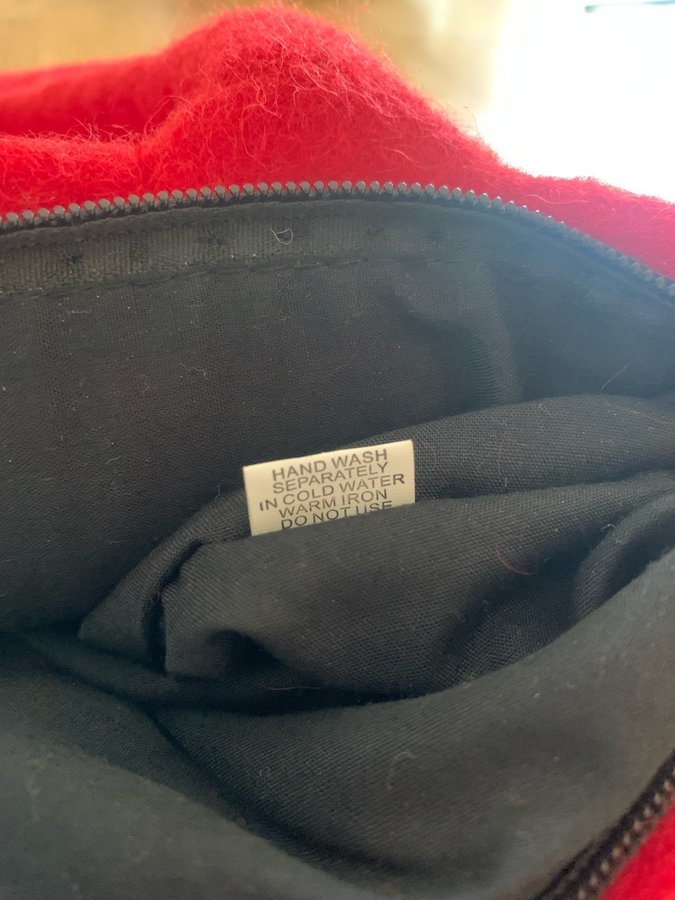 HAND WASH
SEPARATELY
IN COLD WATER
WARM IRON
DO NOT USE